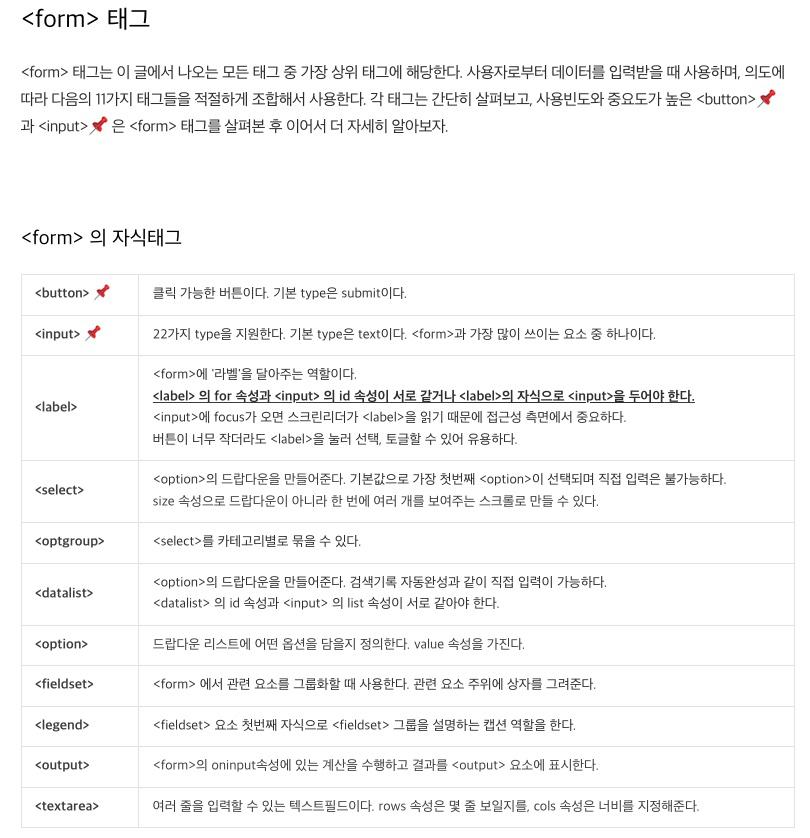 <form> 태그
<form> 태그는 이 글에서 나오는 모든 태그 중 가장 상위 태그에 해당한다. 사용자로부터 데이터를 입력받을 때 사용하며, 의도에
따라 다음의 11가지 태그들을 적절하게 조합해서 사용한다. 각 태그는 간단히 살펴보고, 사용빈도와 중요도가 높은 <button>📌
과 <input>📌 은 <form> 태그를 살펴본 후 이어서 더 자세히 알아보자.
<form> 의 자식태그
<button> 📌
클릭 가능한 버튼이다. 기본 type은 submit이다.
<input> 📌
22가지 type을 지원한다. 기본 type은 text이다. <form>과 가장 많이 쓰이는 요소 중 하나이다.
<label>
<form>에 '라벨'을 달아주는 역할이다.
<label> 의 for 속성과 <input> 의 id 속성이 서로 같거나 <label>의 자식으로 <input>을 두어야 한다.
<input>에 focus가 오면 스크린리더가 <label>을 읽기 때문에 접근성 측면에서 중요하다.
버튼이 너무 작더라도 <label>을 눌러 선택, 토글할 수 있어 유용하다.
<select>
<option>의 드랍다운을 만들어준다. 기본값으로 가장 첫번째 <option>이 선택되며 직접 입력은 불가능하다.
size 속성으로 드랍다운이 아니라 한 번에 여러 개를 보여주는 스크롤로 만들 수 있다.
<optgroup>
<select>를 카테고리별로 묶을 수 있다.
<datalist>
<option>의 드랍다운을 만들어준다. 검색기록 자동완성과 같이 직접 입력이 가능하다.
<datalist> 의 id 속성과 <input> 의 list 속성이 서로 같아야 한다.
<option>
드랍다운 리스트에 어떤 옵션을 담을지 정의한다. value 속성을 가진다.
<fieldset>
<form> 에서 관련 요소를 그룹화할 때 사용한다. 관련 요소 주위에 상자를 그려준다.
<legend>
<fieldset> 요소 첫번째 자식으로 <fieldset> 그룹을 설명하는 캡션 역할을 한다.
<output>
<form>의 oninput속성에 있는 계산을 수행하고 결과를 <output> 요소에 표시한다.
<textarea>
여러 줄을 입력할 수 있는 텍스트필드이다. rows 속성은 몇 줄 보일지를, cols 속성은 너비를 지정해준다.